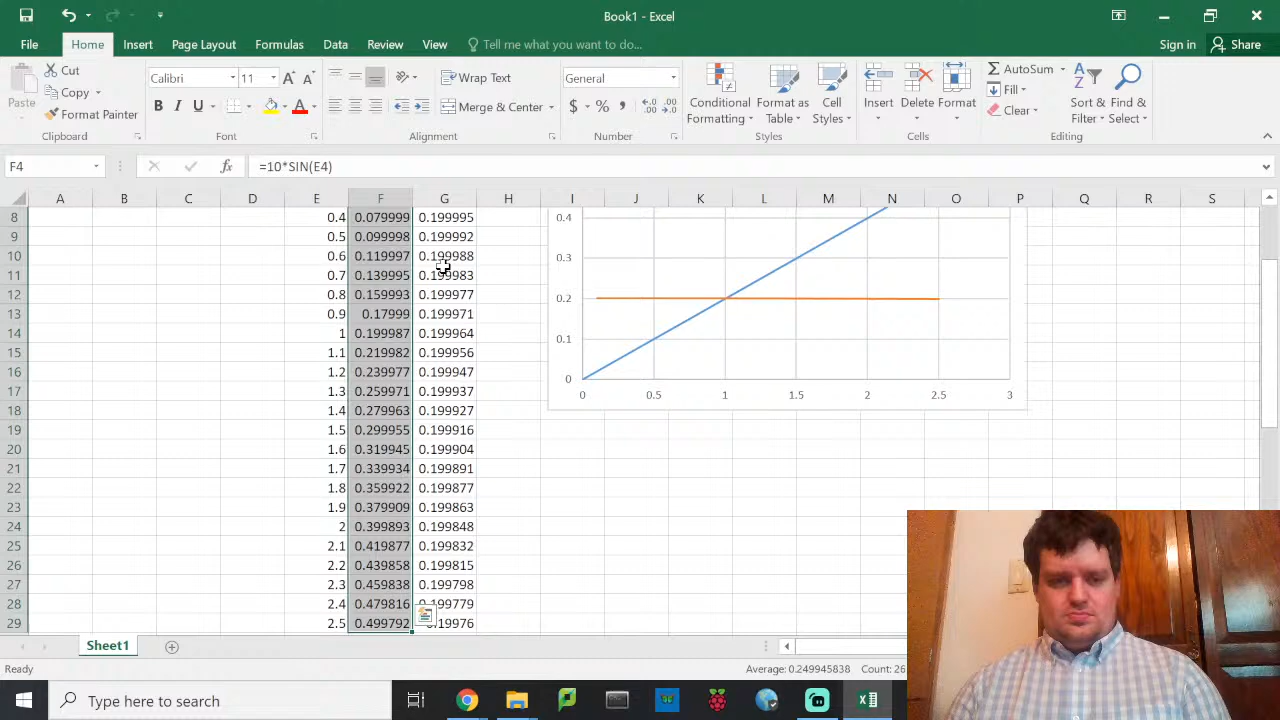 Book1 - Excel
File Home Insert Page Layout Formulas Data Review View Tell me what you want to do... Sign in Share
Paste
Cut
Copy
Format Painter
Clipboard
Calibri 11
B I U
Font
Wrap Text
Merge & Center
Alignment
General
$ % ,
Number
Conditional Formatting
Format as Table
Cell Styles
Styles
Insert Delete Format
Cells
AutoSum
Fill
Clear
Sort & Filter
Find & Select
Editing
F4 fx =10*SIN(E4)
A B C D E F G H I J K L M N O P Q R S
8 0.4 0.079999 0.199995
9 0.5 0.099998 0.199992
10 0.6 0.119997 0.199988
11 0.7 0.139995 0.199983
12 0.8 0.159993 0.199977
13 0.9 0.17999 0.199971
14 1 0.199987 0.199964
15 1.1 0.219982 0.199956
16 1.2 0.239977 0.199947
17 1.3 0.259971 0.199937
18 1.4 0.279963 0.199927
19 1.5 0.299955 0.199916
20 1.6 0.319945 0.199904
21 1.7 0.339934 0.199891
22 1.8 0.359922 0.199877
23 1.9 0.379909 0.199863
24 2 0.399893 0.199848
25 2.1 0.419877 0.199832
26 2.2 0.439858 0.199815
27 2.3 0.459838 0.199798
28 2.4 0.479816 0.199779
29 2.5 0.499792 0.19976
0.4
0.3
0.2
0.1
0
0 0.5 1 1.5 2 2.5 3
Sheet1
Ready Average: 0.249945838 Count: 26
Type here to search